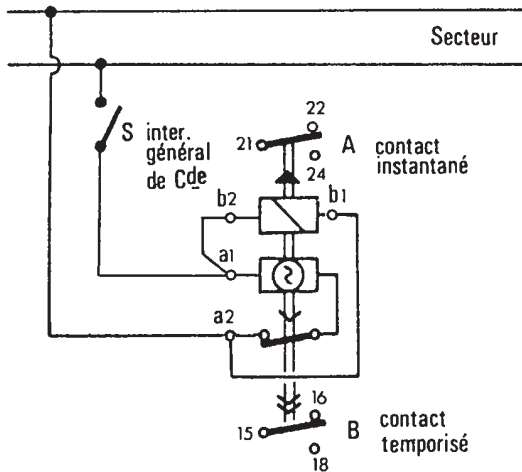 Secteur
S inter.
général
de Cde
22
21
A contact
instantané
24
b2
b1
a1
a2
16
15
B contact
temporisé
18